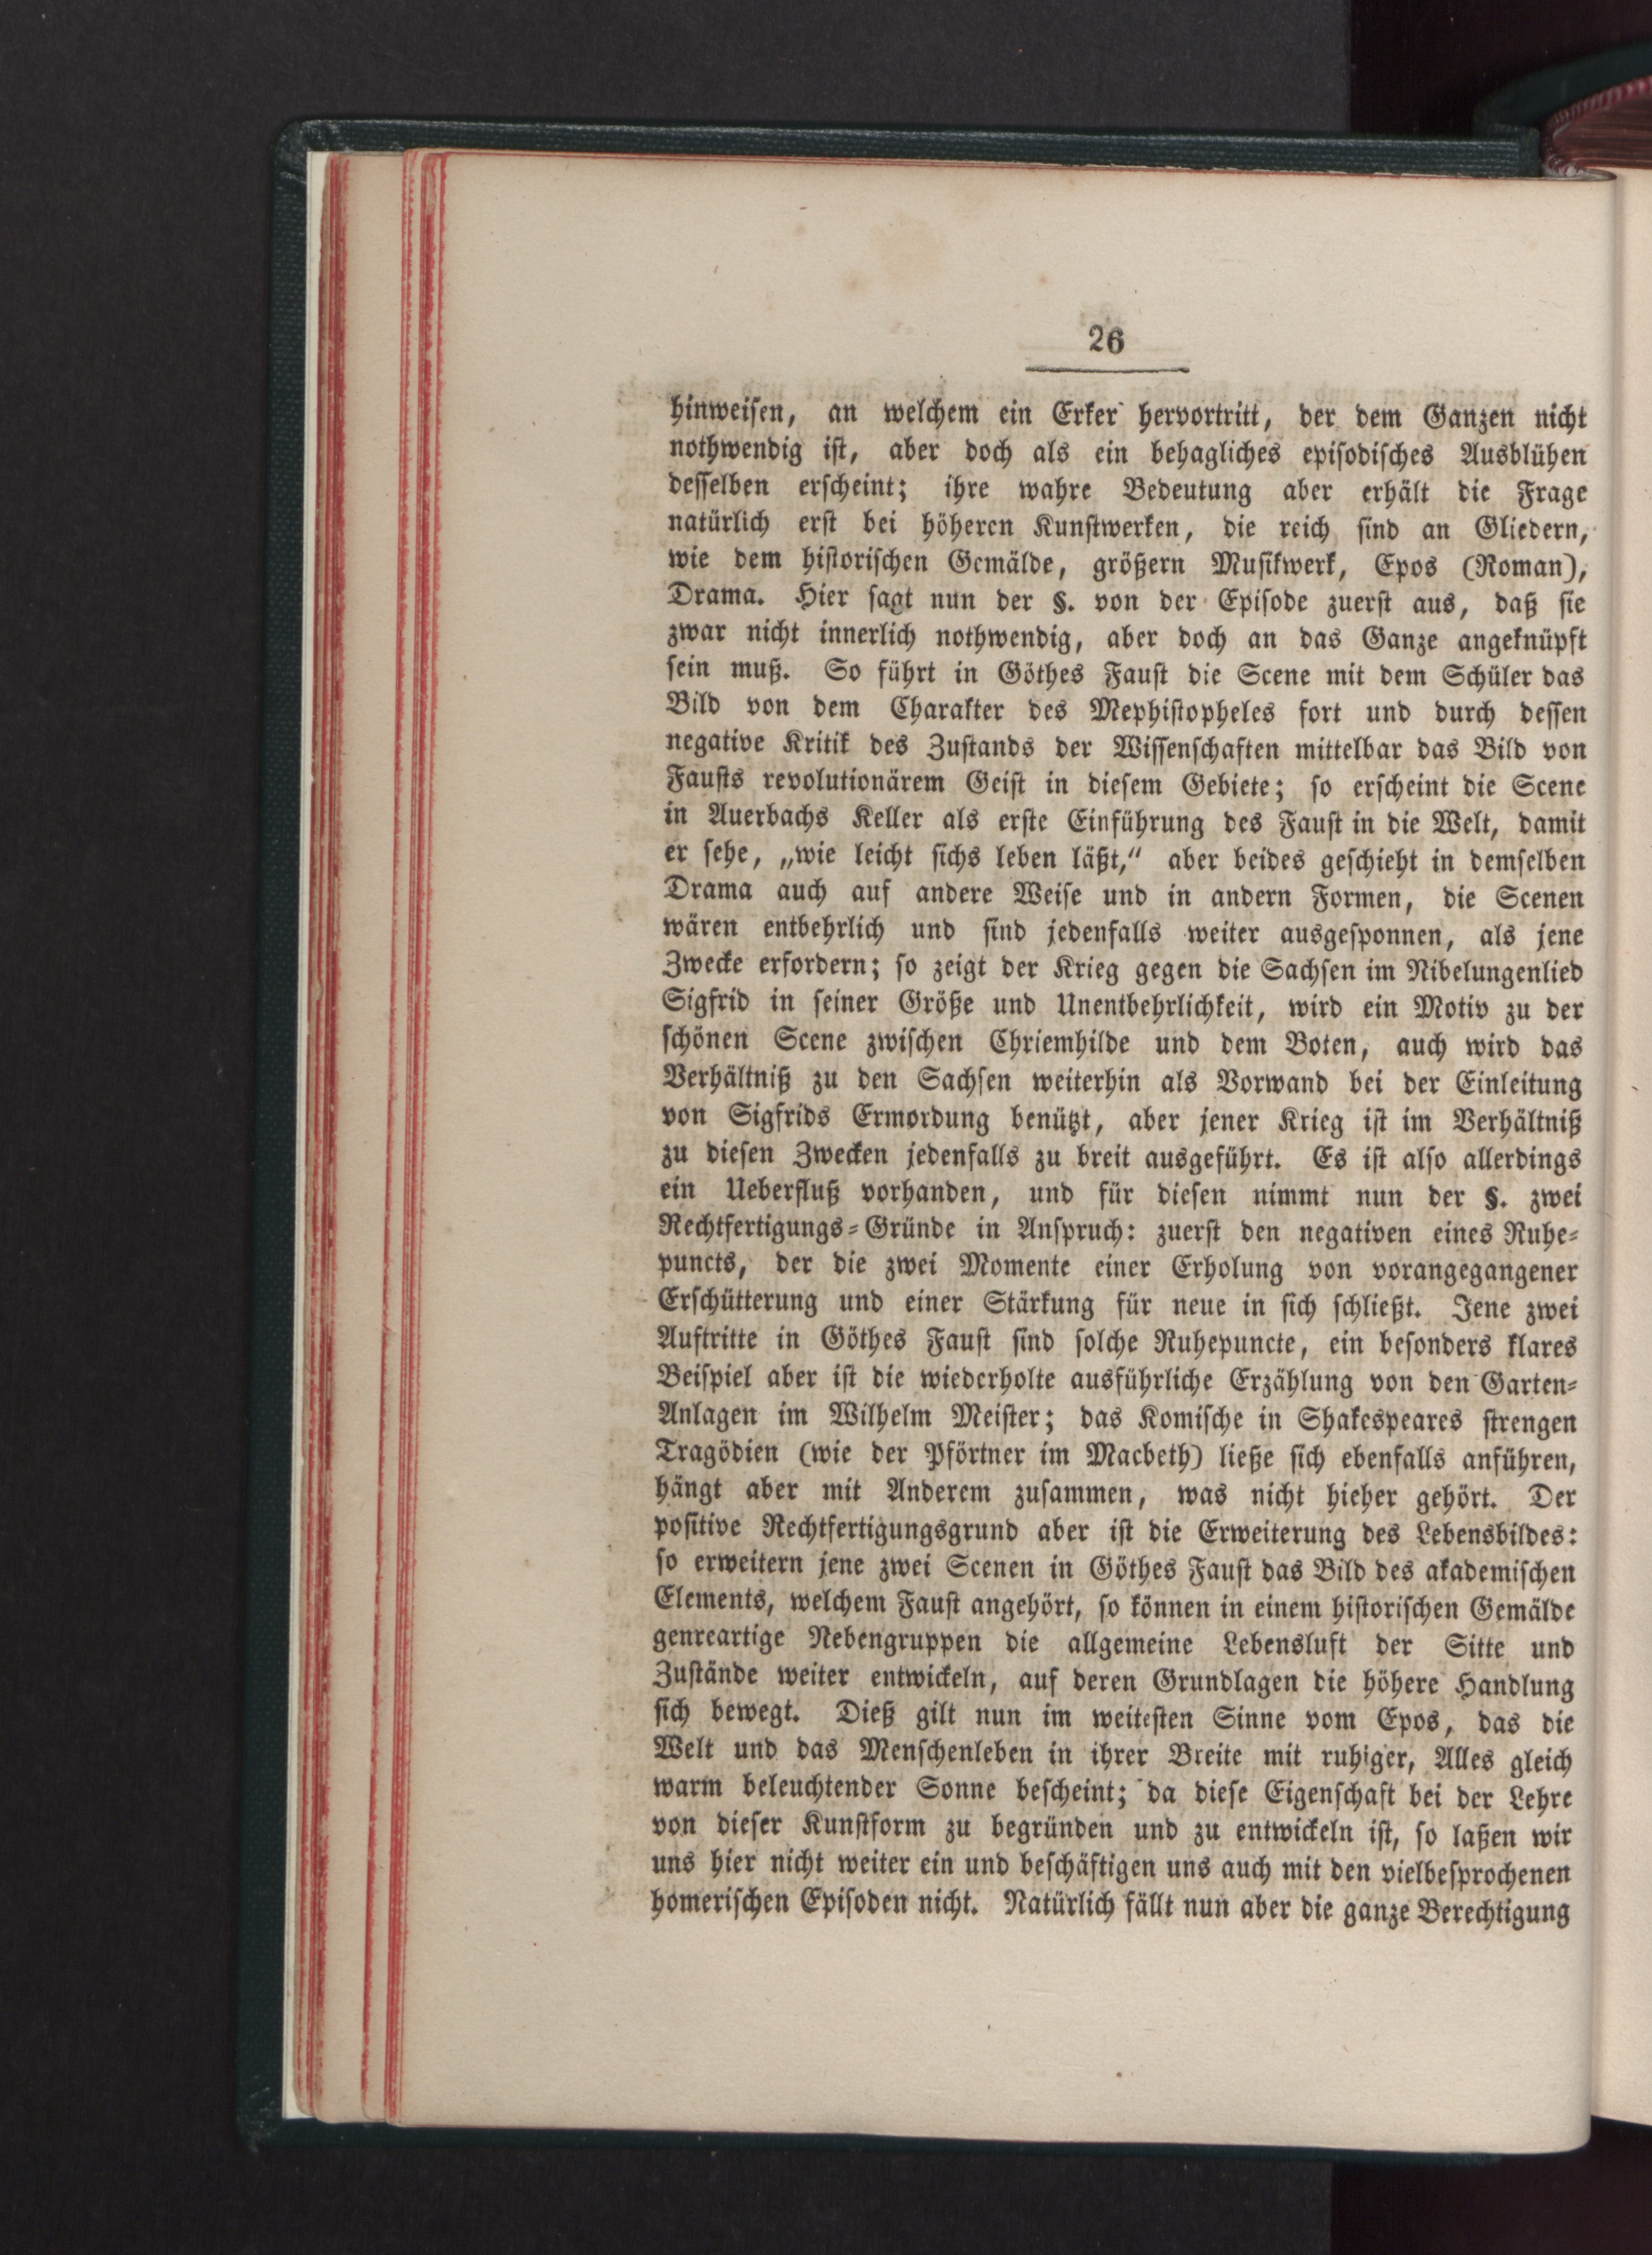 26
hinweisen, an welchem ein Erker hervortritt, der dem Ganzen nicht
nothwendig ist, aber doch als ein behagliches episodisches Ausblühen
desselben erscheint; ihre wahre Bedeutung aber erhält die Frage
natürlich erst bei höheren Kunstwerken, die reich sind an Gliedern,
wie dem historischen Gemälde, größern Musikwerk, Epos (Roman),
Drama. Hier sagt nun der §. von der Episode zuerst aus, daß sie
zwar nicht innerlich nothwendig, aber doch an das Ganze angeknüpft
sein muß. So führt in Göthes Faust die Scene mit dem Schüler das
Bild von dem Charakter des Mephistopheles fort und durch dessen
negative Kritik des Zustands der Wissenschaften mittelbar das Bild von
Fausts revolutionärem Geist in diesem Gebiete; so erscheint die Scene
in Auerbachs Keller als erste Einführung des Faust in die Welt, damit
er sehe, „wie leicht sichs leben läßt,“ aber beides geschieht in demselben
Drama auch auf andere Weise und in andern Formen, die Scenen
wären entbehrlich und sind jedenfalls weiter ausgesponnen, als jene
Zwecke erfordern; so zeigt der Krieg gegen die Sachsen im Nibelungenlied
Sigfrid in seiner Größe und Unentbehrlichkeit, wird ein Motiv zu der
schönen Scene zwischen Chriemhilde und dem Boten, auch wird das
Verhältniß zu den Sachsen weiterhin als Vorwand bei der Einleitung
von Sigfrids Ermordung benützt, aber jener Krieg ist im Verhältniß
zu diesen Zwecken jedenfalls zu breit ausgeführt. Es ist also allerdings
ein Ueberfluß vorhanden, und für diesen nimmt nun der §. zwei
Rechtfertigungs-Gründe in Anspruch: zuerst den negativen eines Ruhe-
puncts, der die zwei Momente einer Erholung von vorangegangener
Erschütterung und einer Stärkung für neue in sich schließt. Jene zwei
Auftritte in Göthes Faust sind solche Ruhepuncte, ein besonders klares
Beispiel aber ist die wiederholte ausführliche Erzählung von den Garten-
Anlagen im Wilhelm Meister; das Komische in Shakespeares strengen
Tragödien (wie der Pförtner im Macbeth) ließe sich ebenfalls anführen,
hängt aber mit Anderem zusammen, was nicht hieher gehört. Der
positive Rechtfertigungsgrund aber ist die Erweiterung des Lebensbildes:
so erweitern jene zwei Scenen in Göthes Faust das Bild des akademischen
Elements, welchem Faust angehört, so können in einem historischen Gemälde
genreartige Nebengruppen die allgemeine Lebensluft der Sitte und
Zustände weiter entwickeln, auf deren Grundlagen die höhere Handlung
sich bewegt. Dieß gilt nun im weitesten Sinne vom Epos, das die
Welt und das Menschenleben in ihrer Breite mit ruhiger, Alles gleich
warm beleuchtender Sonne bescheint; da diese Eigenschaft bei der Lehre
von dieser Kunstform zu begründen und zu entwickeln ist, so laßen wir
uns hier nicht weiter ein und beschäftigen uns auch mit den vielbesprochenen
homerischen Episoden nicht. Natürlich fällt nun aber die ganze Berechtigung